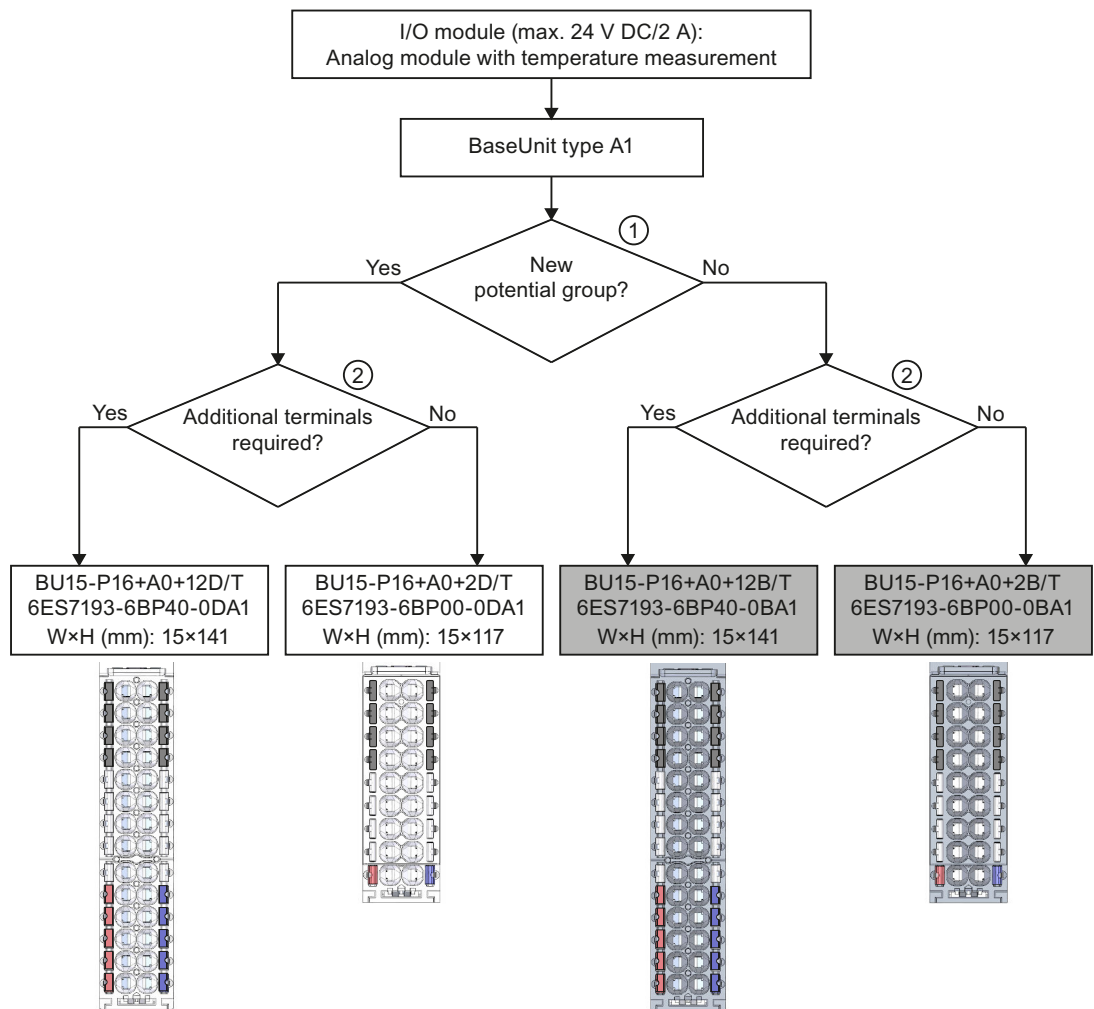 I/O module (max. 24 V DC/2 A):
Analog module with temperature measurement
BaseUnit type A1
1
Yes
New
potential group?
No
2
Yes
Additional terminals
required?
No
2
Yes
Additional terminals
required?
No
BU15-P16+A0+12D/T
6ES7193-6BP40-0DA1
W×H (mm): 15×141
BU15-P16+A0+2D/T
6ES7193-6BP00-0DA1
W×H (mm): 15×117
BU15-P16+A0+12B/T
6ES7193-6BP40-0BA1
W×H (mm): 15×141
BU15-P16+A0+2B/T
6ES7193-6BP00-0BA1
W×H (mm): 15×117